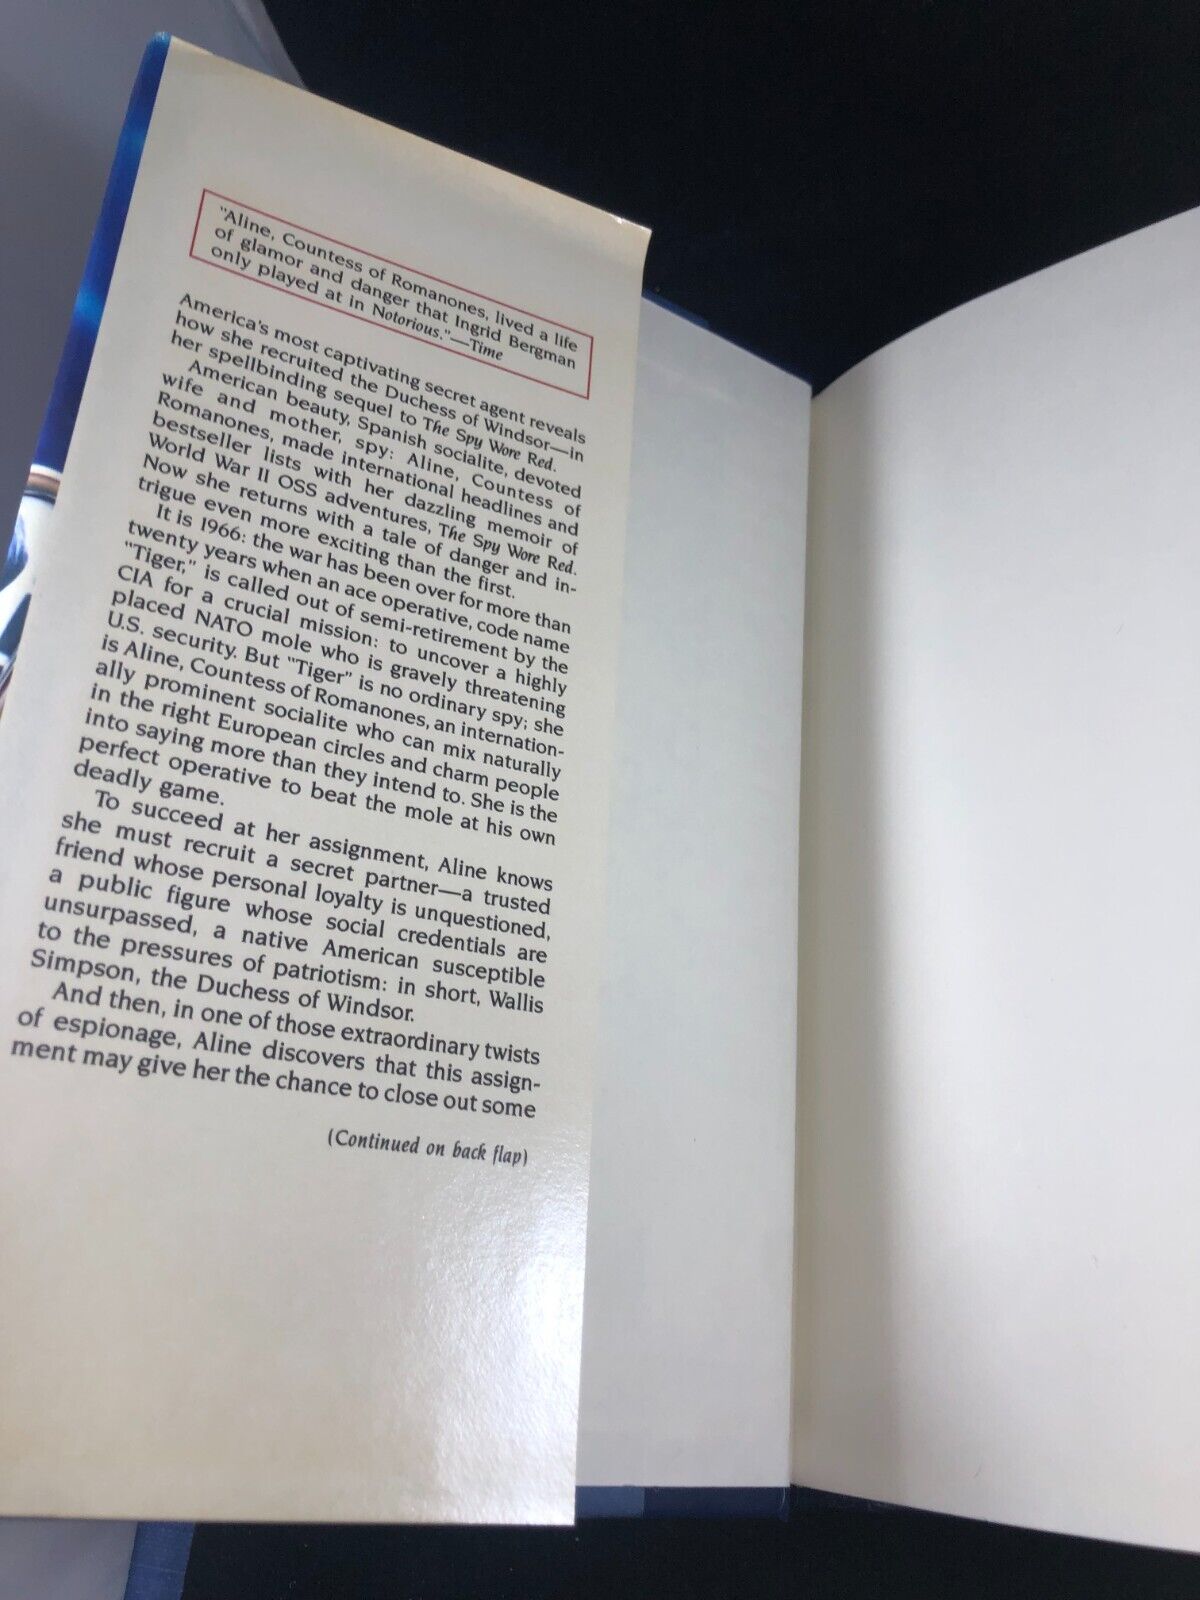 "Aline, Countess of Romanones, lived a life
of glamor and danger that Ingrid Bergman
only played at in Notorious."—Time
America's most captivating secret agent reveals
how she recruited the Duchess of Windsor—in
her spellbinding sequel to The Spy Wore Red.
American beauty, Spanish socialite, devoted
wife and mother, spy: Aline, Countess of
Romanones, made international headlines and
bestseller lists with her dazzling memoir of
World War II OSS adventures, The Spy Wore Red.
Now she returns with a tale of danger and in-
trigue even more exciting than the first.
It is 1966: the war has been over for more than
twenty years when an ace operative, code name
"Tiger," is called out of semi-retirement by the
CIA for a crucial mission: to uncover a highly
placed NATO mole who is gravely threatening
U.S. security. But "Tiger" is no ordinary spy; she
is Aline, Countess of Romanones, an internation-
ally prominent socialite who can mix naturally
in the right European circles and charm people
into saying more than they intend to. She is the
perfect operative to beat the mole at his own
deadly game.
To succeed at her assignment, Aline knows
she must recruit a secret partner—a trusted
friend whose personal loyalty is unquestioned,
a public figure whose social credentials are
unsurpassed, a native American susceptible
to the pressures of patriotism: in short, Wallis
Simpson, the Duchess of Windsor.
And then, in one of those extraordinary twists
of espionage, Aline discovers that this assign-
ment may give her the chance to close out some
(Continued on back flap)